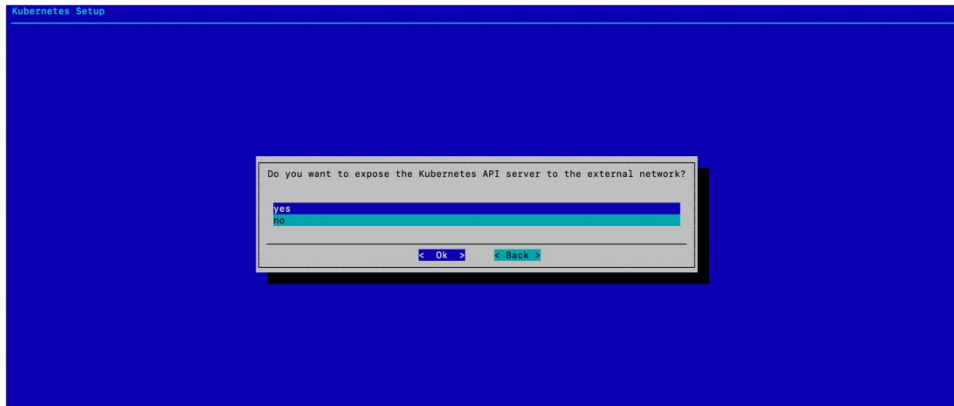 Kubernetes Setup
Do you want to expose the Kubernetes API server to the external network?
yes
no
< Ok > < Back >